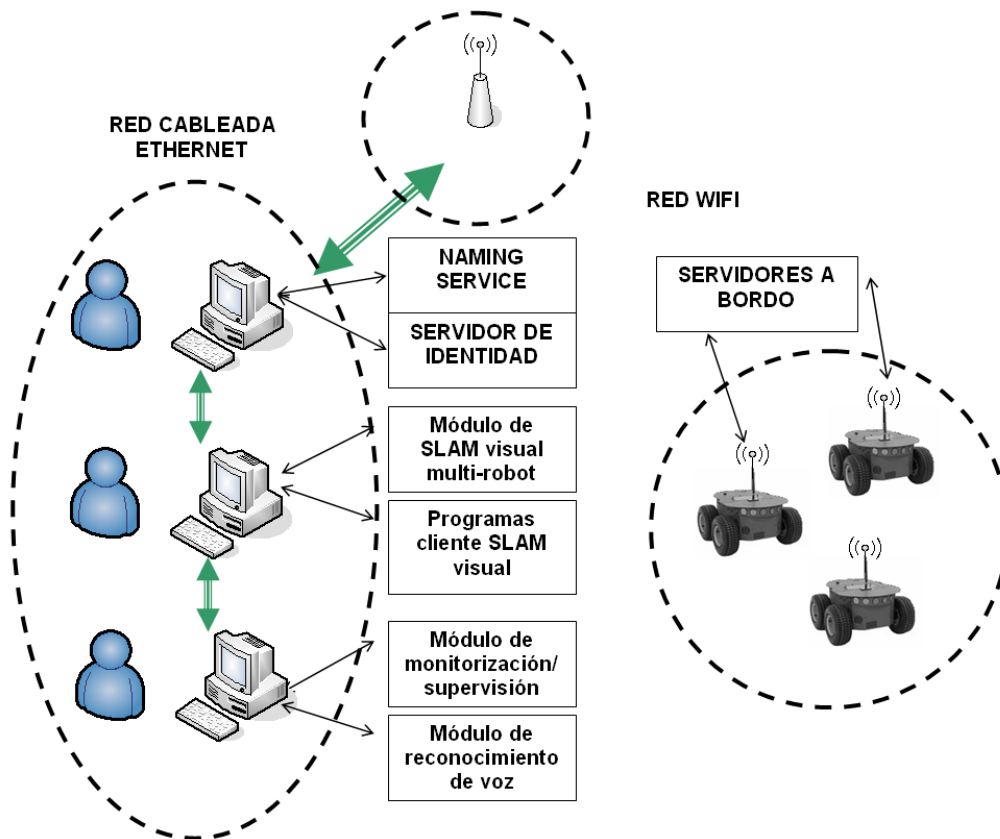 RED CABLEADA
ETHERNET
RED WIFI
NAMING
SERVICE
SERVIDOR DE
IDENTIDAD
SERVIDORES A
BORDO
Módulo de
SLAM visual
multi-robot
Programas
cliente SLAM
visual
Módulo de
monitorización/
supervisión
Módulo de
reconocimiento
de voz